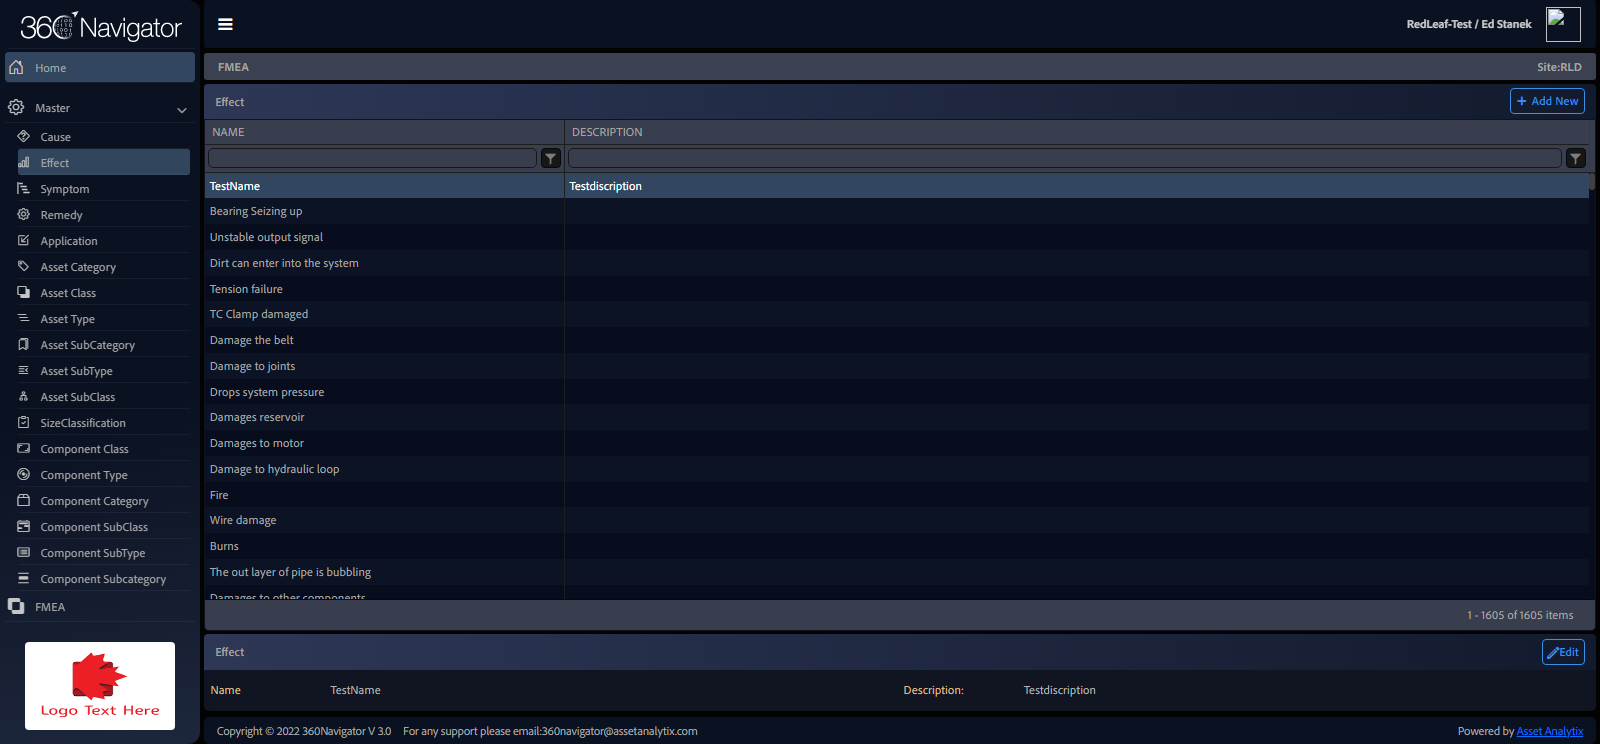 360 Navigator
RedLeaf-Test / Ed Stanek
Home
Master
Cause
Effect
Symptom
Remedy
Application
Asset Category
Asset Class
Asset Type
Asset SubCategory
Asset SubType
Asset SubClass
SizeClassification
Component Class
Component Type
Component Category
Component SubClass
Component SubType
Component Subcategory
FMEA
Logo Text Here
FMEA Site:RLD
Effect + Add New
NAME DESCRIPTION
TestName Testdiscription
Bearing Seizing up
Unstable output signal
Dirt can enter into the system
Tension failure
TC Clamp damaged
Damage the belt
Damage to joints
Drops system pressure
Damages reservoir
Damages to motor
Damage to hydraulic loop
Fire
Wire damage
Burns
The out layer of pipe is bubbling
Damages to other components
1 - 1605 of 1605 items
Effect Edit
Name TestName Description: Testdiscription
Copyright © 2022 360Navigator V 3.0 For any support please email:360navigator@assetanalytix.com Powered by Asset Analytix